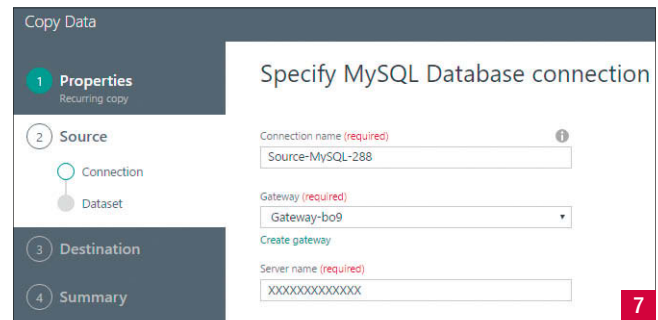 Copy Data
1 Properties
Recurring copy
2 Source
Connection
Dataset
3 Destination
4 Summary
Specify MySQL Database connection
Connection name (required)
Source-MySQL-288
Gateway (required)
Gateway-bo9
Create gateway
Server name (required)
XXXXXXXXXXXXX
7